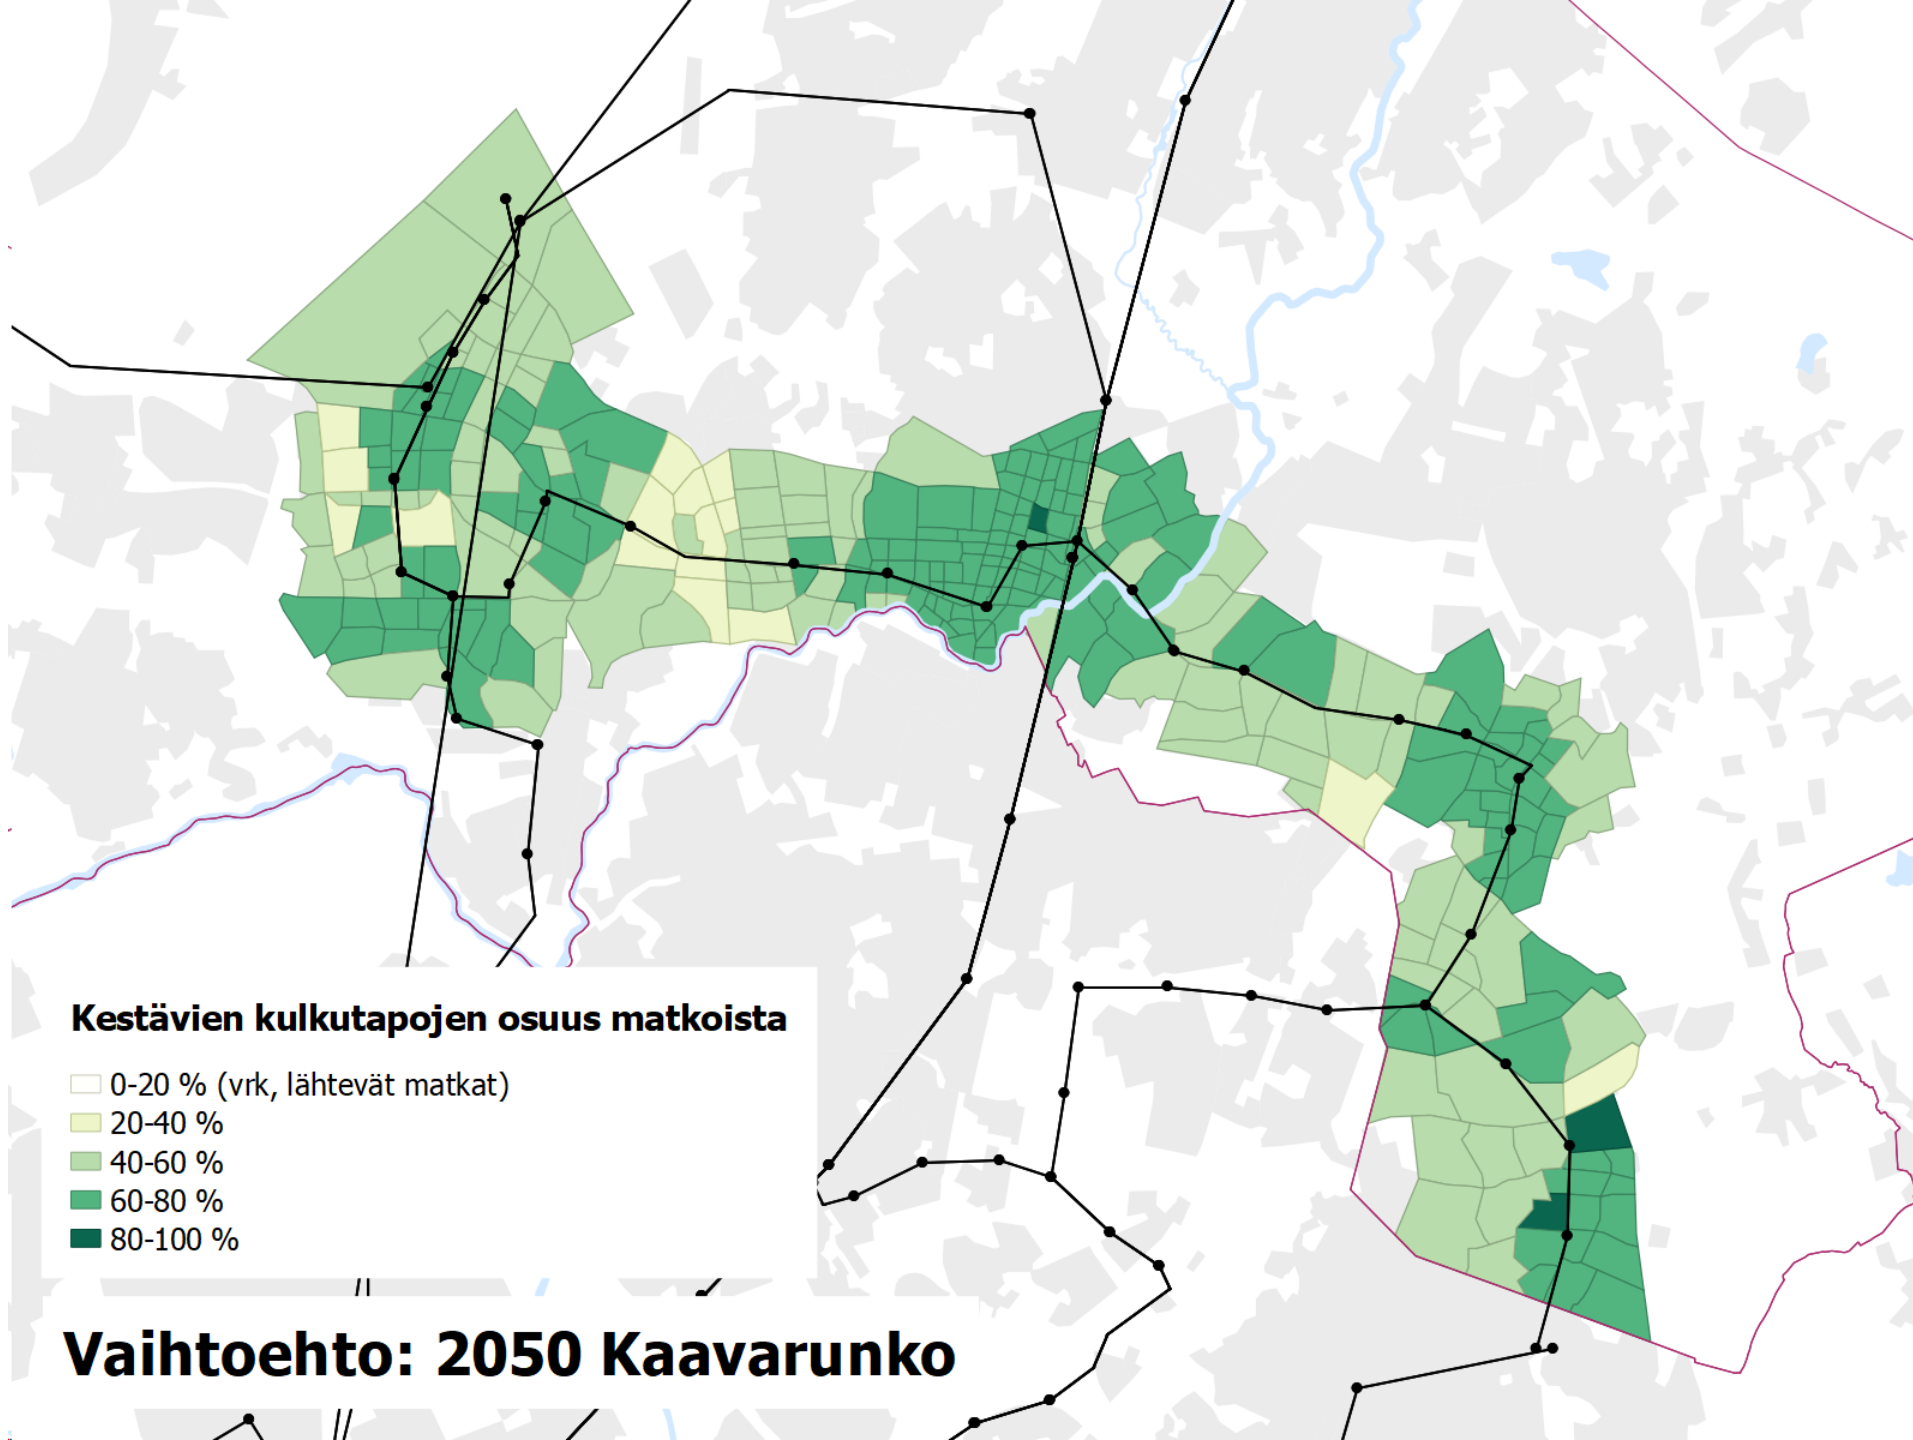 Kestävien kulkutapojen osuus matkoista
0-20 % (vrk, lähtevät matkat)
20-40 %
40-60 %
60-80 %
80-100 %
Vaihtoehto: 2050 Kaavarunko